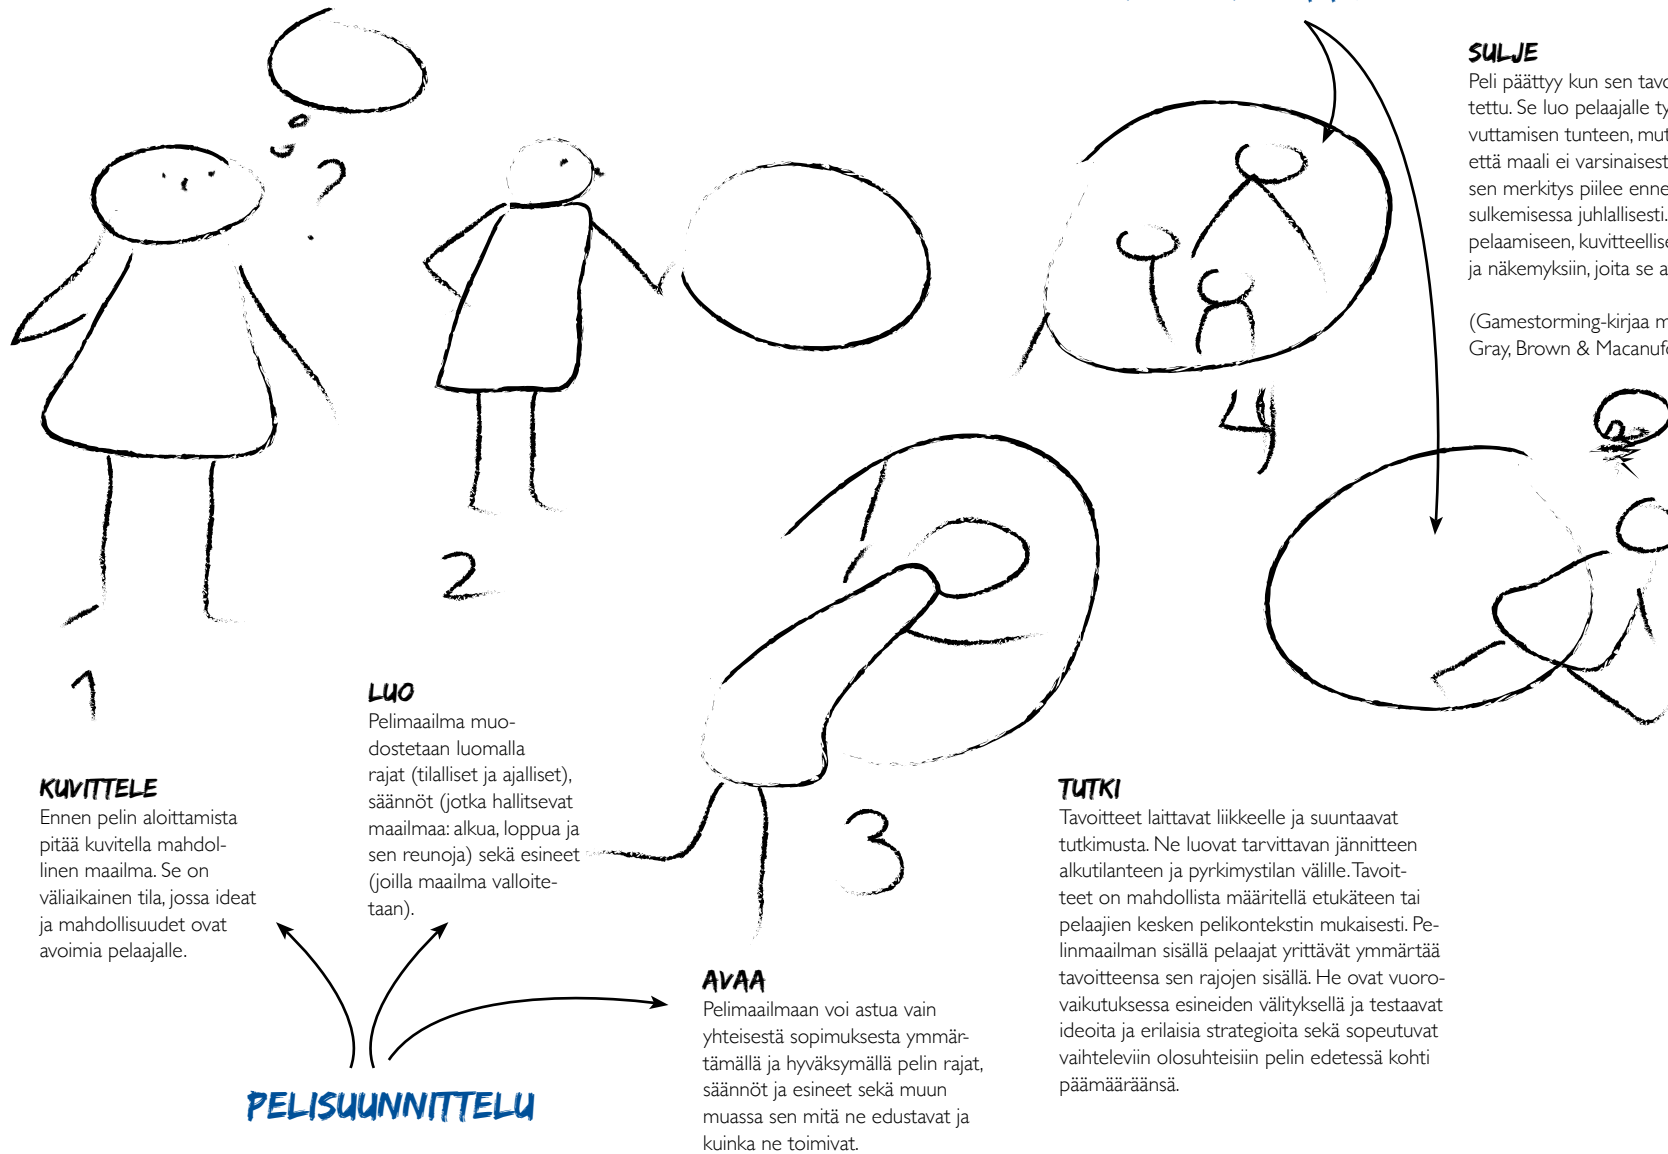 SULJE
Peli päättyy kun sen
tettu. Se luo pelaajalle
vuttamisen tunteen,
että maali ei
sen merkitys piilee
sulkemisessa juhlallisesti.
pelaamiseen,
ja näkemyksiin, joita se
(Gamestorming-kirjaa
Gray, Brown &
?
1
2
3
4
KUVITTELE
Ennen pelin aloittamista
pitää kuvitella mahdol-
linen maailma. Se on
väliaikainen tila, jossa ideat
ja mahdollisuudet ovat
avoimia pelaajalle.
LUO
Pelimaailma muo-
dostetaan luomalla
rajat (tilalliset ja ajalliset),
säännöt (jotka hallitsevat
maailmaa: alkua, loppua ja
sen reunoja) sekä esineet
(joilla maailma valloite-
taan).
AVAA
Pelimaailmaan voi astua vain
yhteisestä sopimuksesta ymmär-
tämällä ja hyväksymällä pelin rajat,
säännöt ja esineet sekä muun
muassa sen mitä ne edustavat ja
kuinka ne toimivat.
TUTKI
Tavoitteet laittavat liikkeelle ja suuntaavat
tutkimusta. Ne luovat tarvittavan jännitteen
alkutilanteen ja pyrkimystilan välille. Tavoit-
teet on mahdollista määritellä etukäteen tai
pelaajien kesken pelikontekstin mukaisesti. Pe-
linmaailman sisällä pelaajat yrittävät ymmärtää
tavoitteensa sen rajojen sisällä. He ovat vuoro-
vaikutuksessa esineiden välityksellä ja testaavat
ideoita ja erilaisia strategioita sekä sopeutuvat
vaihteleviin olosuhteisiin pelin edetessä kohti
päämääräänsä.
PELISUUNNITTELU